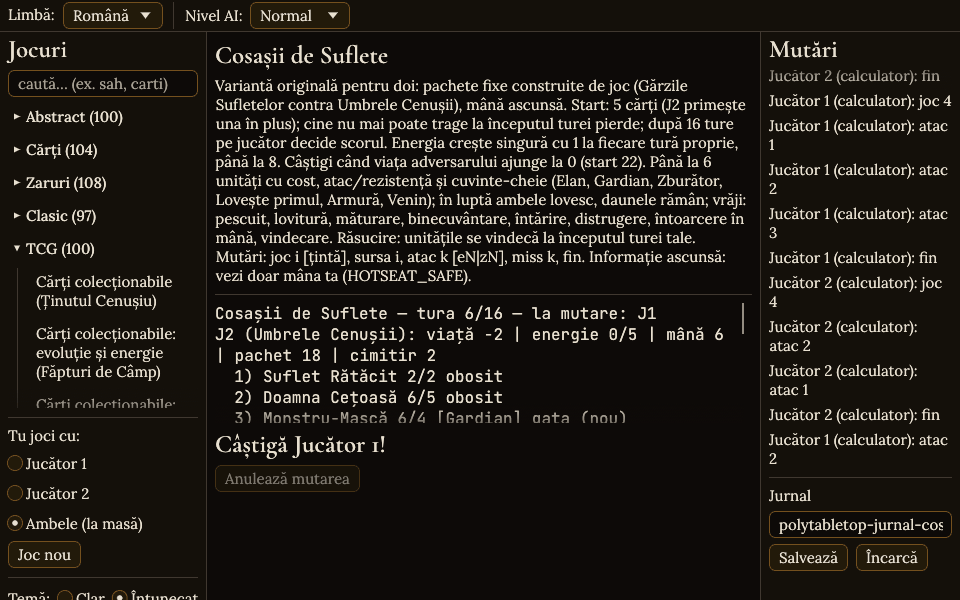 Limbă: Română ▼ Nivel AI: Normal ▼
Jocuri
caută... (ex. sah, carti)
▸ Abstract (100)
▸ Cărți (104)
▸ Zaruri (108)
▸ Clasic (97)
▾ TCG (100)
Cărți colecționabile
(Ținutul Cenușiu)
Cărți colecționabile:
evoluție și energie
(Făpturi de Câmp)
Cărți colecționabile:
Tu joci cu:
Jucător 1
Jucător 2
Ambele (la masă)
Joc nou
Temă: Clar Întunecat
Cosașii de Suflete
Variantă originală pentru doi: pachete fixe construite de joc (Gărzile
Sufletelor contra Umbrele Cenușii), mână ascunsă. Start: 5 cărți (J2 primește
una în plus); cine nu mai poate trage la începutul turei pierde; după 16 ture
pe jucător decide scorul. Energia crește singură cu 1 la fiecare tură proprie,
până la 8. Câștigi când viața adversarului ajunge la 0 (start 22). Până la 6
unități cu cost, atac/rezistență și cuvinte-cheie (Elan, Gardian, Zburător,
Lovește primul, Armură, Venin); în luptă ambele lovesc, daunele rămân; vrăji:
pescuit, lovitură, măturare, binecuvântare, întărire, distrugere, întoarcere în
mână, vindecare. Răsucire: unitățile se vindecă la începutul turei tale.
Mutări: joc i [țintă], sursa i, atac k [eN|zN], miss k, fin. Informație ascunsă:
vezi doar mâna ta (HOTSEAT_SAFE).
Cosașii de Suflete — tura 6/16 — la mutare: J1
J2 (Umbrele Cenușii): viață -2 | energie 0/5 | mână 6
| pachet 18 | cimitir 2
1) Suflet Rătăcit 2/2 obosit
2) Doamna Cețoasă 6/5 obosit
3) Monstru-Mască 6/4 [Gardian] gata (nou)
Câștigă Jucător 1!
Anulează mutarea
Mutări
Jucător 2 (calculator): fin
Jucător 1 (calculator): joc 4
Jucător 1 (calculator): atac
1
Jucător 1 (calculator): atac
2
Jucător 1 (calculator): atac
3
Jucător 1 (calculator): fin
Jucător 2 (calculator): joc
4
Jucător 2 (calculator):
atac 2
Jucător 2 (calculator):
atac 1
Jucător 2 (calculator): fin
Jucător 1 (calculator): atac
2
Jurnal
polytabletop-jurnal-cos
Salvează Încarcă